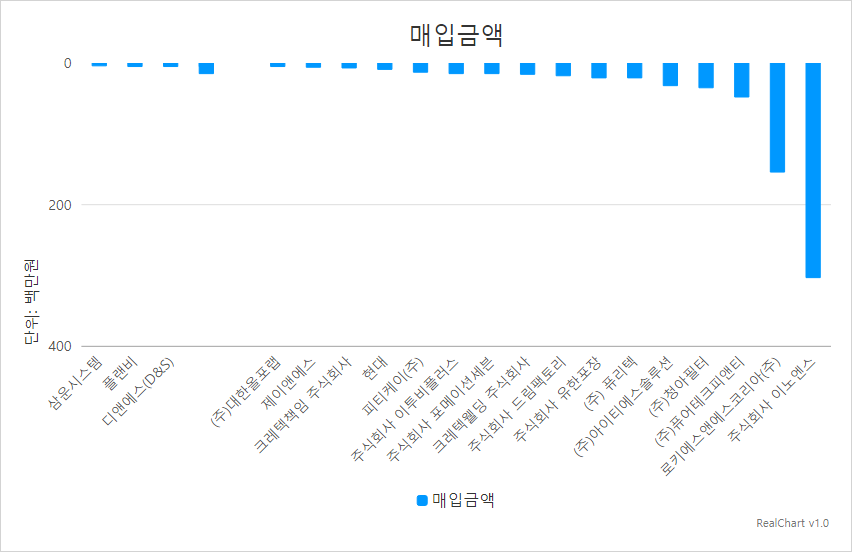 매입금액
0
200
400
단위: 백만원
삼운시스템
플랜비
디앤에스(D&S)
(주)대한올포랩
제이앤에스
크레텍책임 주식회사
현대
피티케이(주)
주식회사 이투비플러스
주식회사 포메이션세븐
크레텍웰딩 주식회사
주식회사 드림팩토리
주식회사 유한포장
(주) 퓨리텍
(주)아이티에스솔루션
(주)청아필터
(주)퓨어테크피앤티
로키에스앤에스코리아(주)
주식회사 이노엔스
매입금액
RealChart v1.0